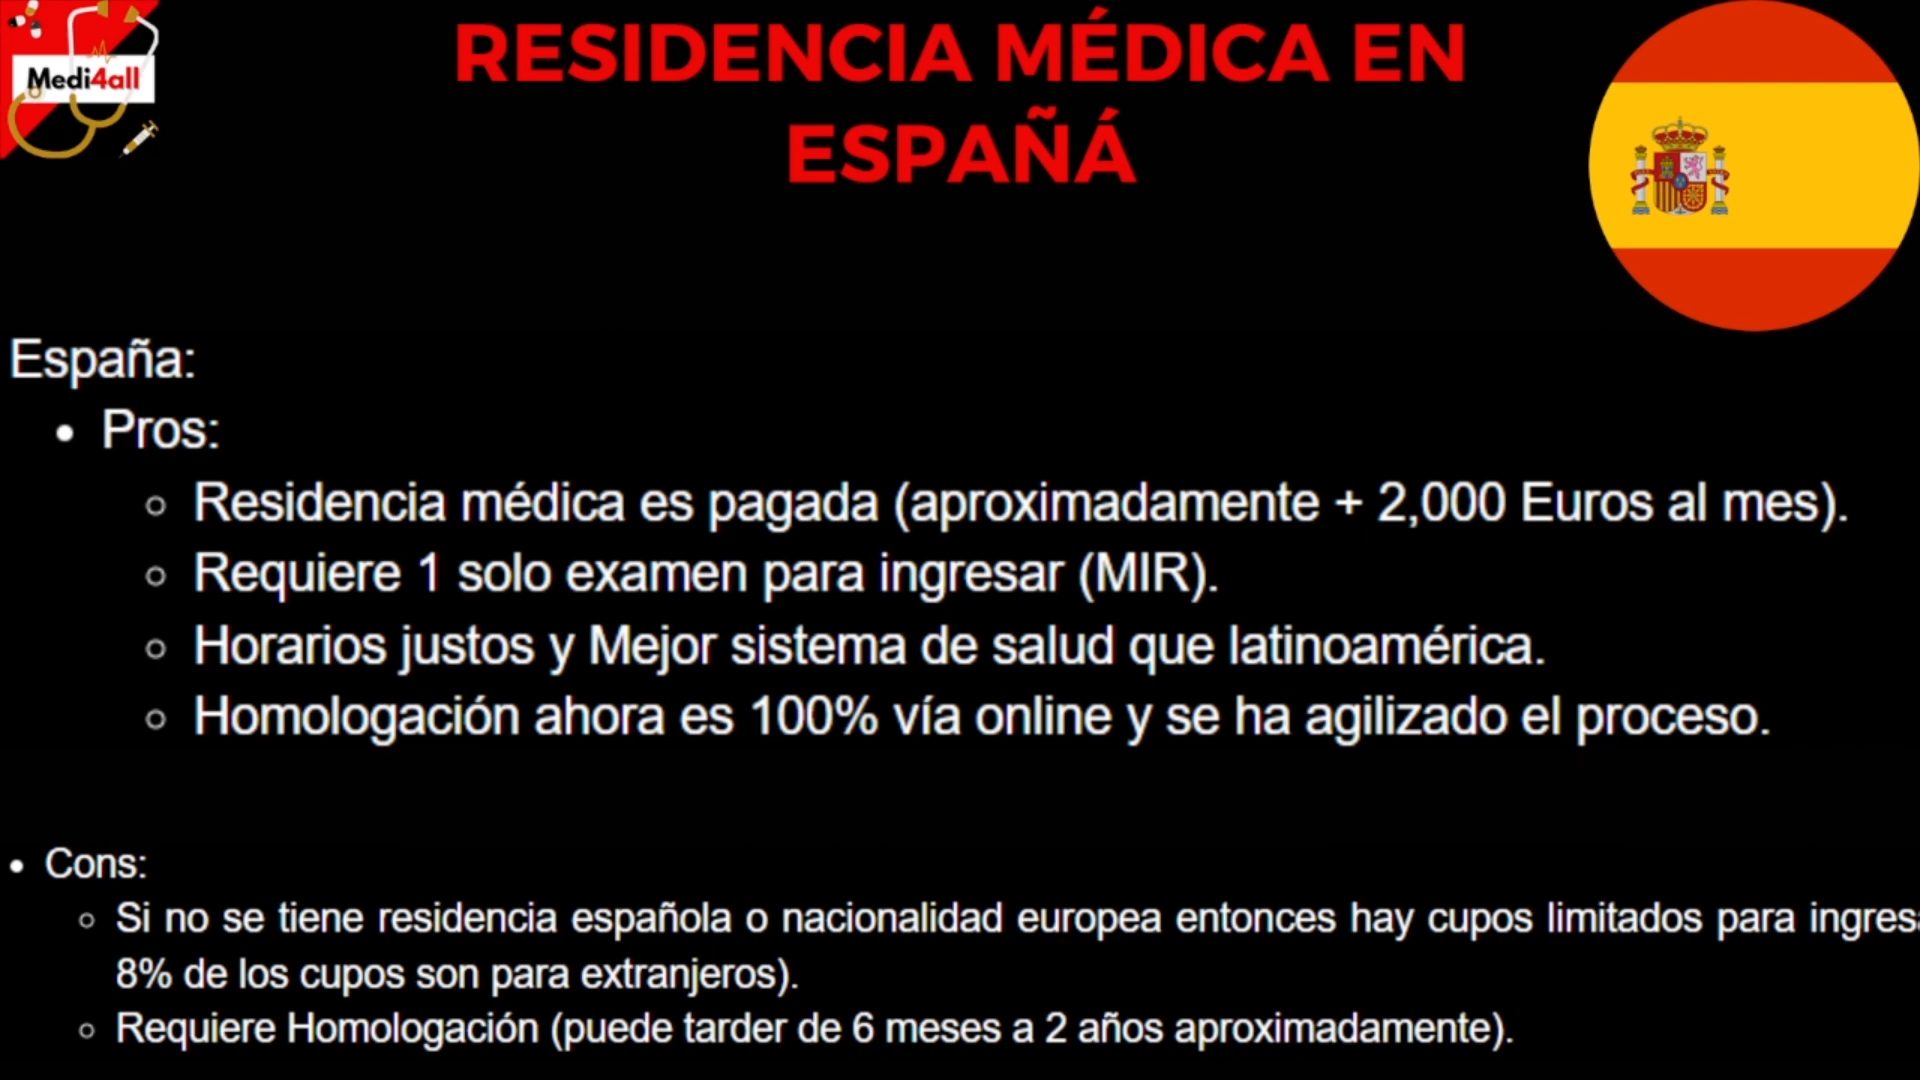 Medi4all
RESIDENCIA MÉDICA EN
ESPAÑÁ
España:
• Pros:
○ Residencia médica es pagada (aproximadamente + 2,000 Euros al mes).
○ Requiere 1 solo examen para ingresar (MIR).
○ Horarios justos y Mejor sistema de salud que latinoamérica.
○ Homologación ahora es 100% vía online y se ha agilizado el proceso.
• Cons:
○ Si no se tiene residencia española o nacionalidad europea entonces hay cupos limitados para
8% de los cupos son para extranjeros).
○ Requiere Homologación (puede tarder de 6 meses a 2 años aproximadamente).